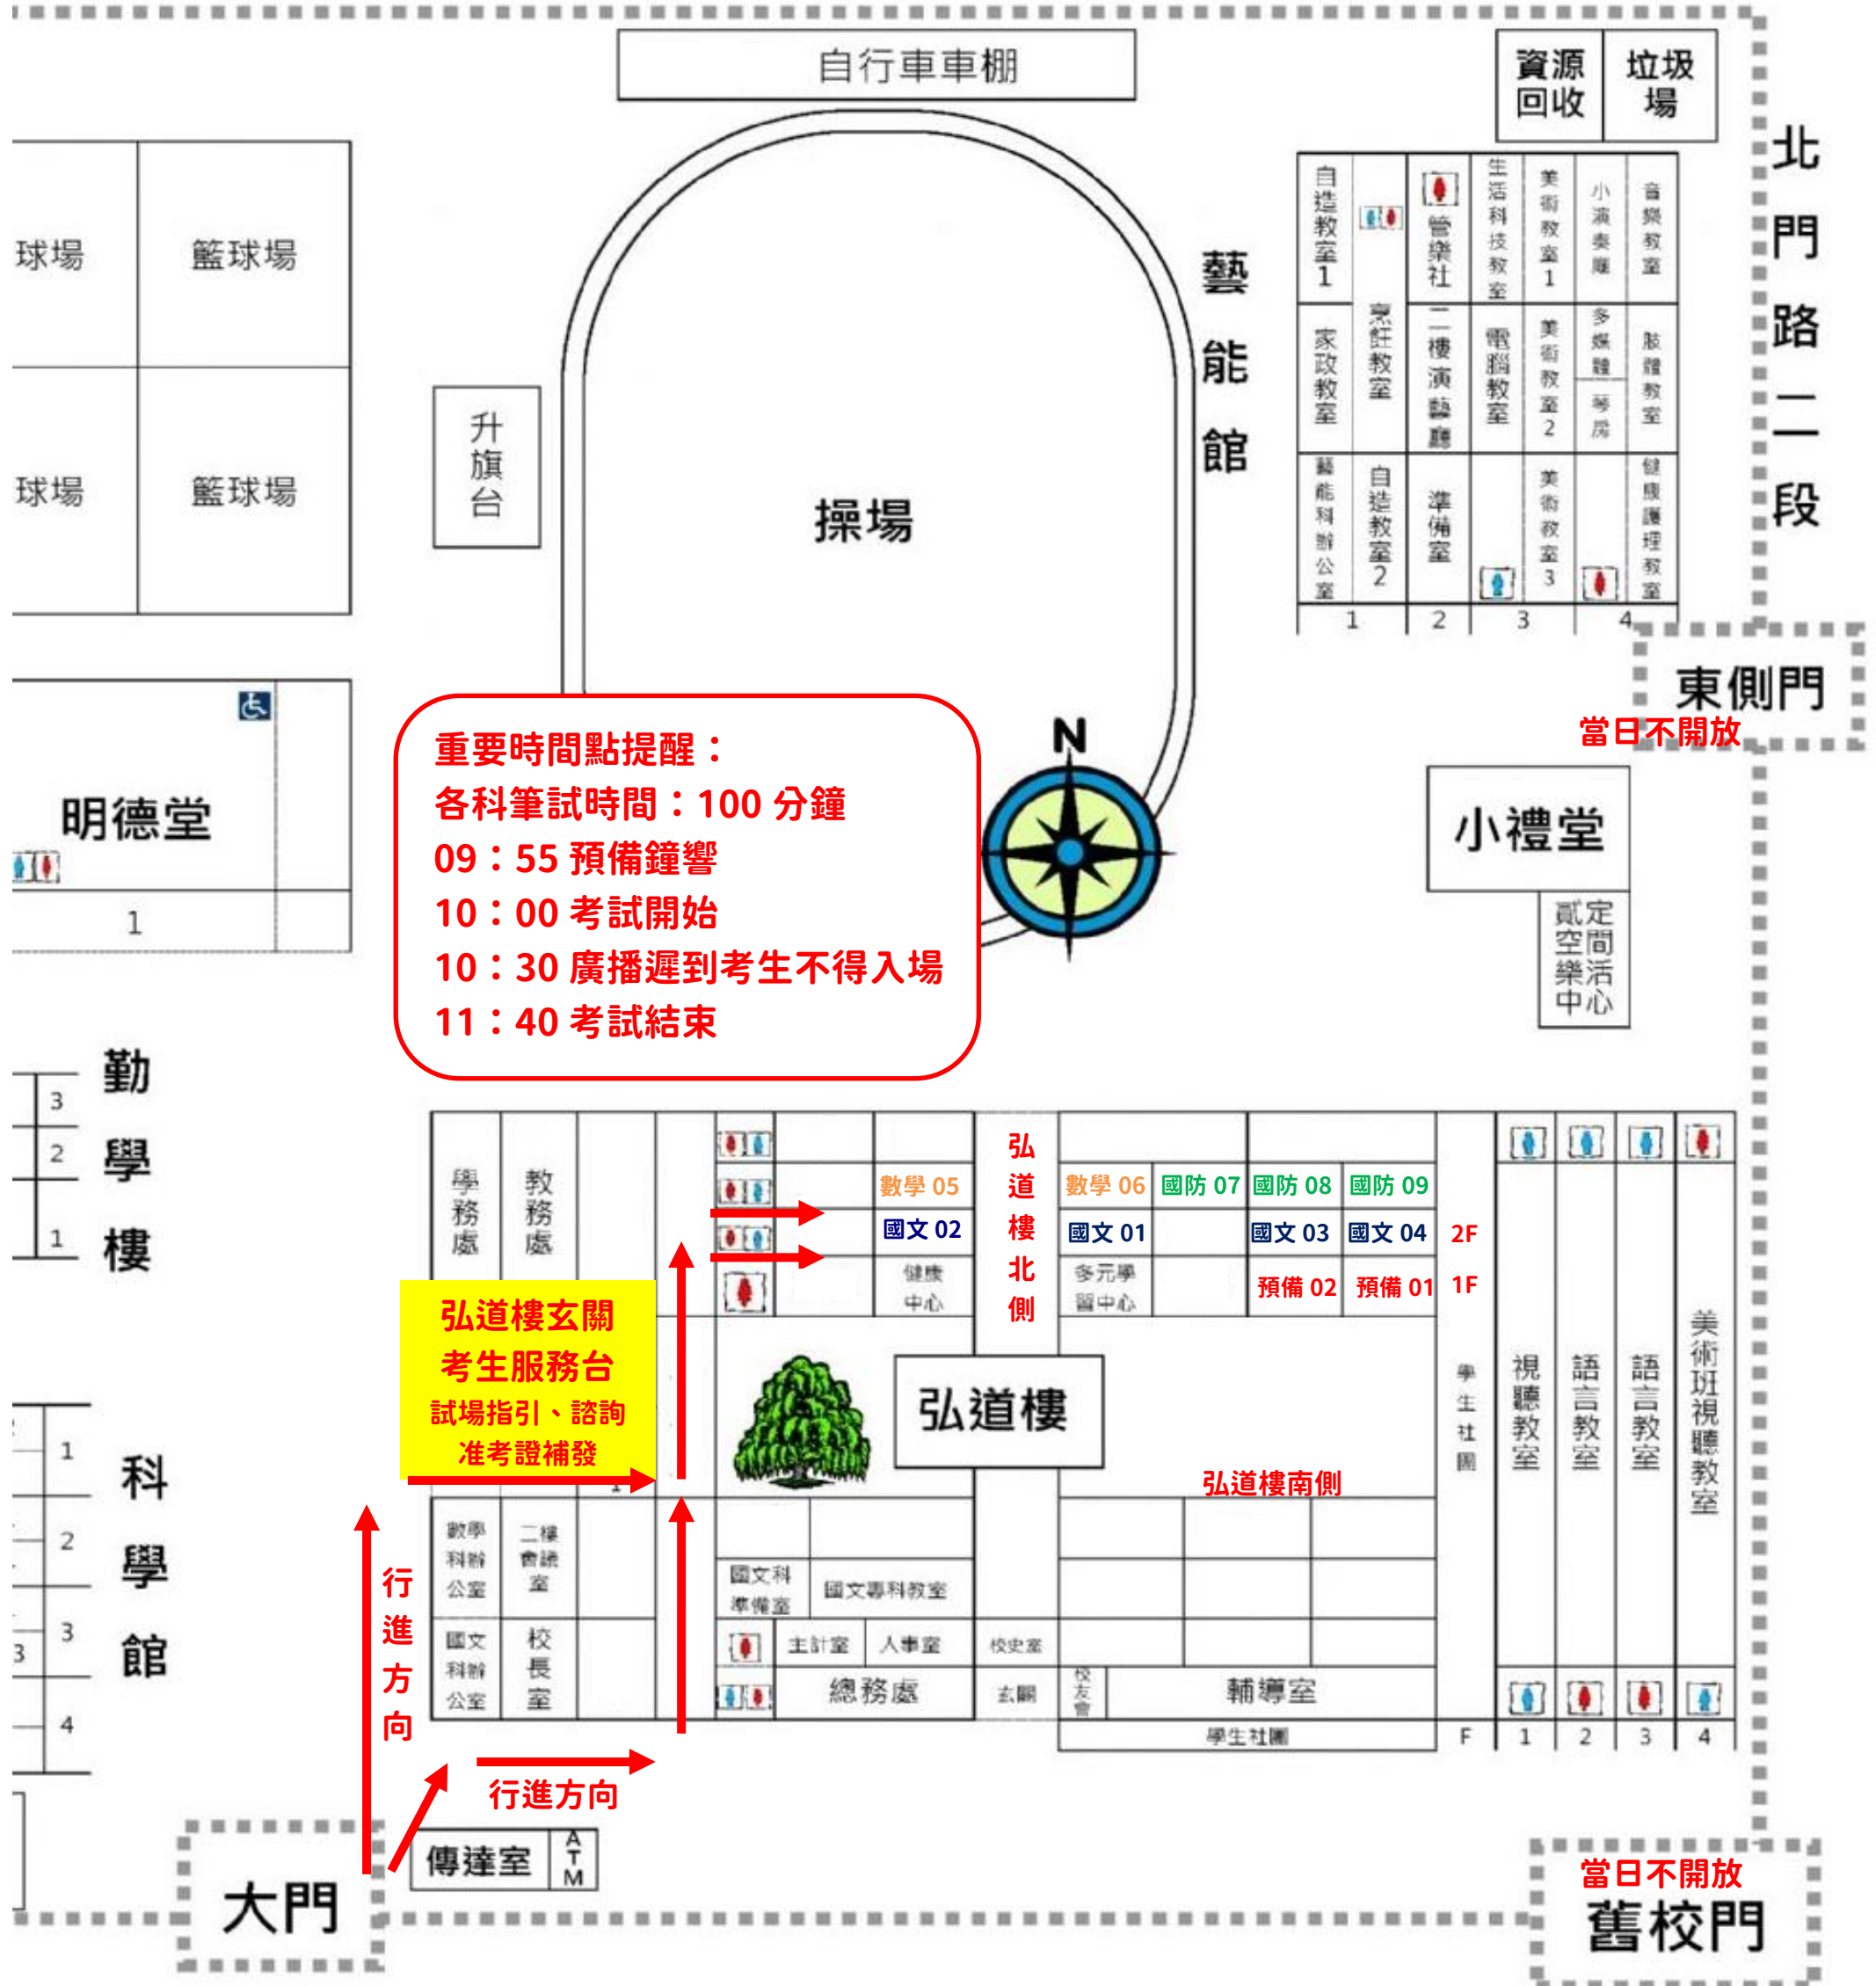 自行車車棚
資源
回收
垃圾
場
北門路二段
球場
籃球場
球場
籃球場
升旗台
操場
藝能館
自造教室1
管樂社
生活科技教室
美術教室1
小演奏廳
音樂教室
家政教室
烹飪教室
二樓演藝廳
電腦教室
美術教室2
多媒體
琴房
肢體教室
藝能科辦公室
自造教室2
準備室
美術教室3
健康護理教室
1
2
3
4
東側門
當日不開放
明德堂
1
重要時間點提醒：
各科筆試時間：100 分鐘
09：55 預備鐘響
10：00 考試開始
10：30 廣播遲到考生不得入場
11：40 考試結束
N
小禮堂
貳定
空間
樂活
中心
勤學樓
3
2
1
學務處
教務處
弘道樓北側
數學 05
數學 06
國防 07
國防 08
國防 09
國文 02
國文 01
國文 03
國文 04
2F
健康
中心
多元學
習中心
預備 02
預備 01
1F
弘道樓玄關
考生服務台
試場指引、諮詢
准考證補發
弘道樓
弘道樓南側
學生社團
視聽教室
語言教室
語言教室
美術班視聽教室
科學館
1
2
3
3
4
1
數學
科辦
公室
二樓
會議
室
國文科
準備室
國文專科教室
國文
科辦
公室
校長室
主計室
人事室
校史室
總務處
玄關
校友會
輔導室
學生社團
F
1
2
3
4
行進方向
行進方向
傳達室
ATM
大門
當日不開放
舊校門